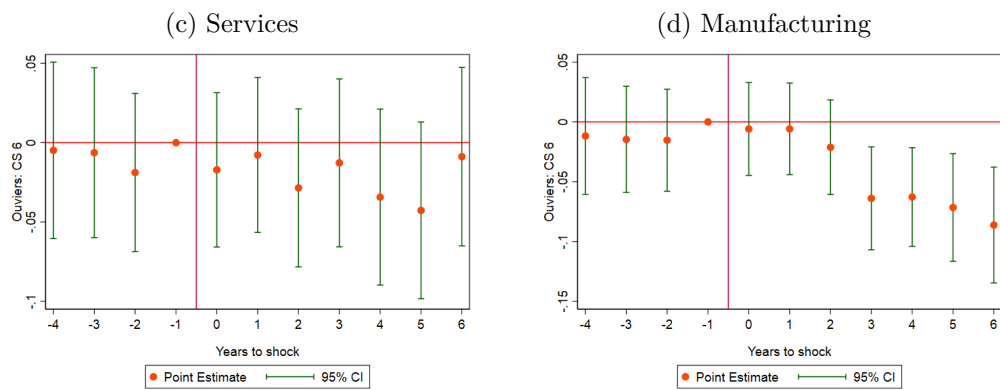 (c) Services
Ouviers: CS 6
.05
0
-.05
-.1
-4 -3 -2 -1 0 1 2 3 4 5 6
Years to shock
Point Estimate 95% CI
(d) Manufacturing
Ouviers: CS 6
.05
0
-.05
-.1
-.15
-4 -3 -2 -1 0 1 2 3 4 5 6
Years to shock
Point Estimate 95% CI